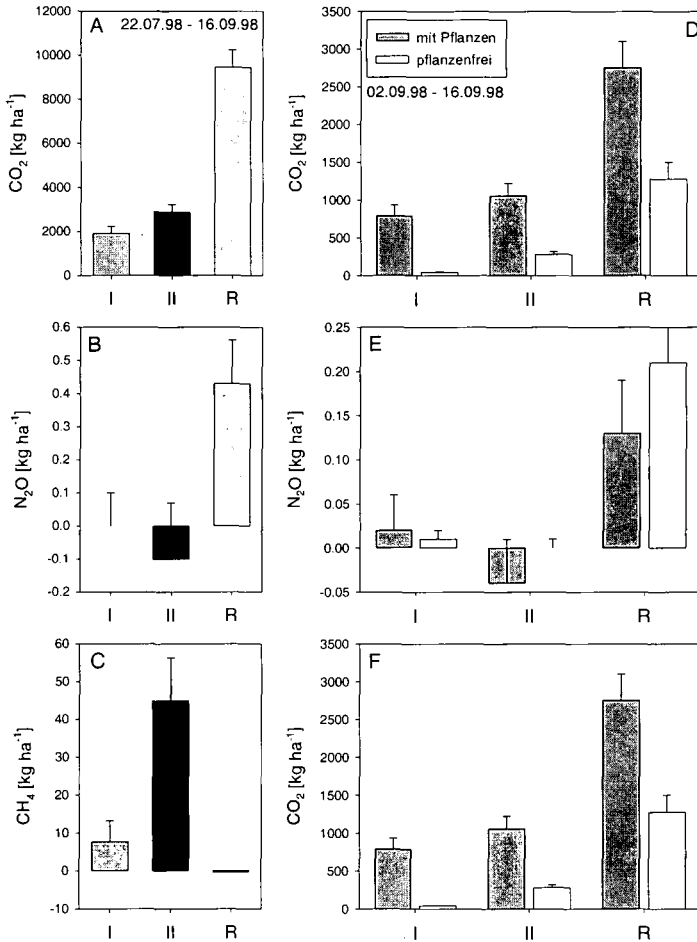 A
22.07.98 - 16.09.98
CO2 [kg ha-1]
12000
10000
8000
6000
4000
2000
0
I II R
D
mit Pflanzen
pflanzenfrei
02.09.98 - 16.09.98
CO2 [kg ha-1]
3500
3000
2500
2000
1500
1000
500
0
I II R
B
N2O [kg ha-1]
0.6
0.5
0.4
0.3
0.2
0.1
0.0
-0.1
-0.2
I II R
E
N2O [kg ha-1]
0.25
0.20
0.15
0.10
0.05
0.00
-0.05
I II R
C
CH4 [kg ha-1]
60
50
40
30
20
10
0
-10
I II R
F
CO2 [kg ha-1]
3500
3000
2500
2000
1500
1000
500
0
I II R